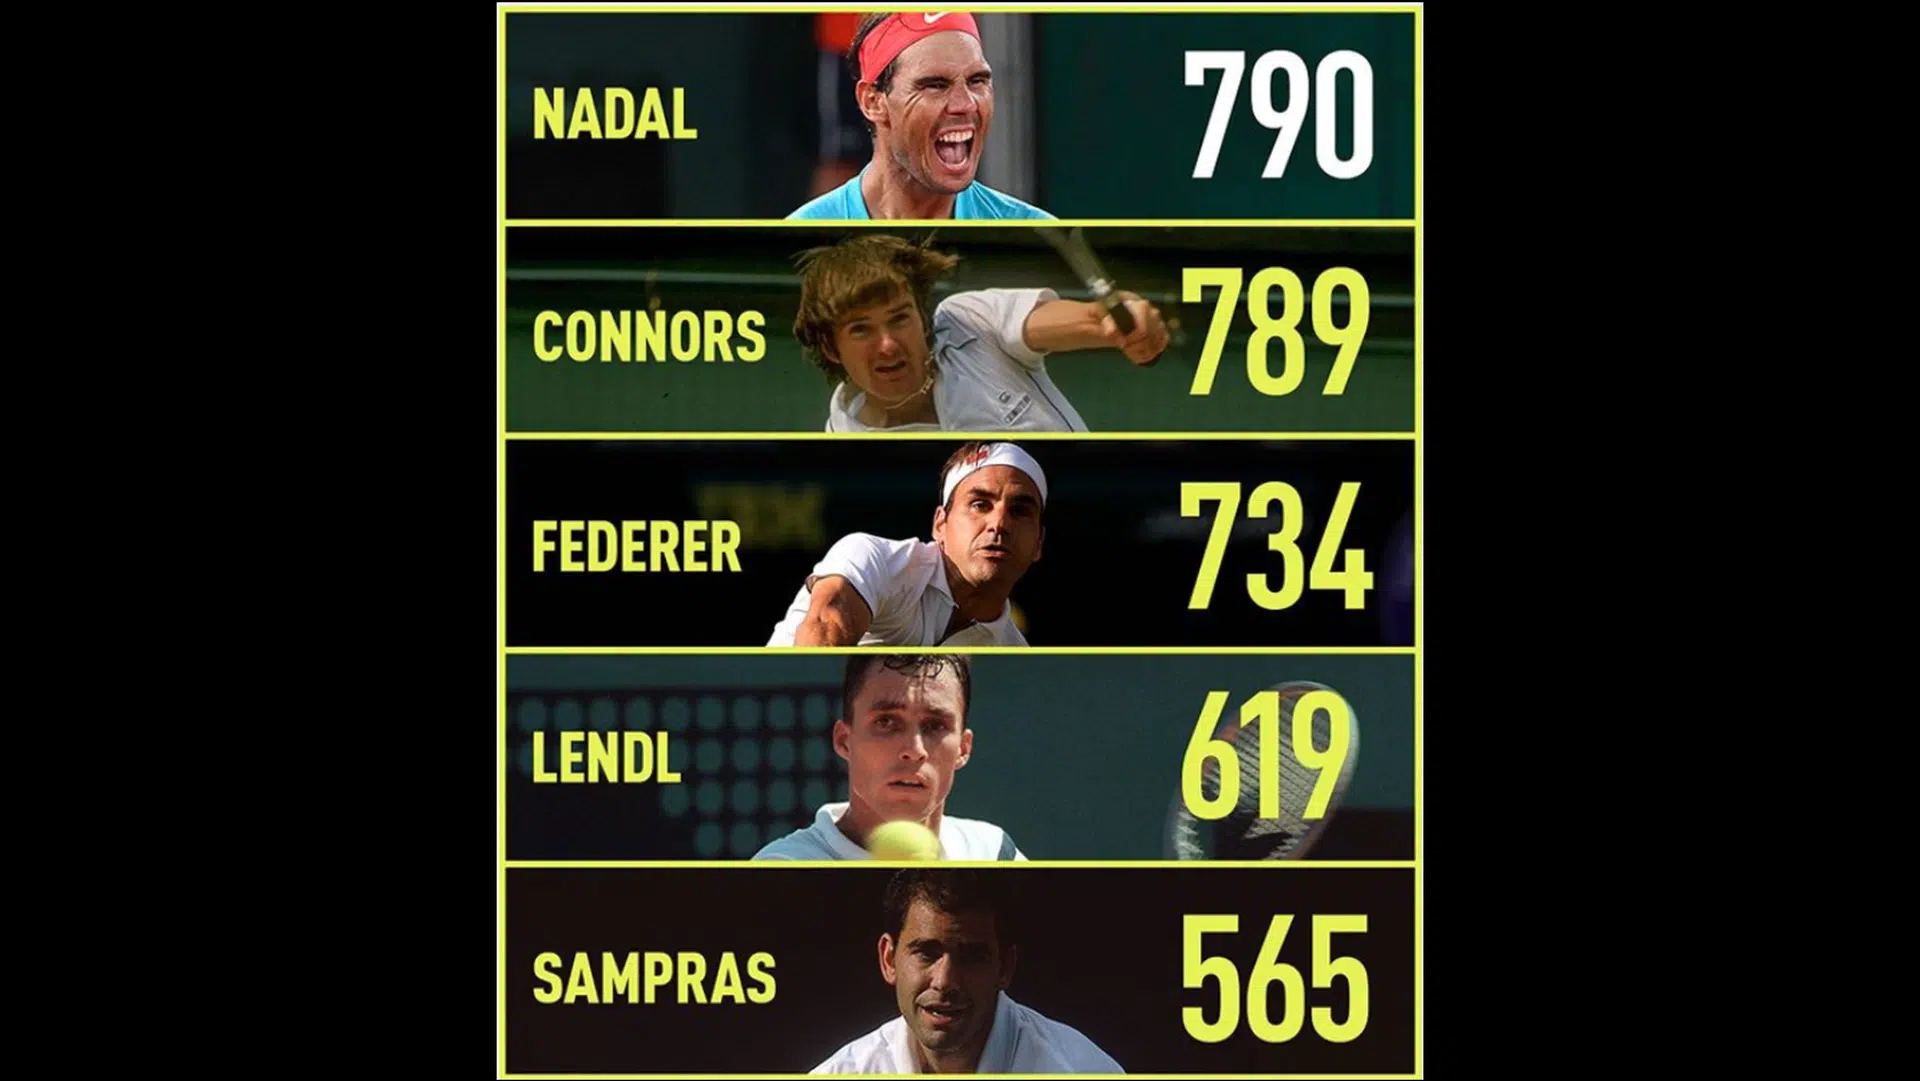 NADAL 790
CONNORS 789
FEDERER 734
LENDL 619
SAMPRAS 565